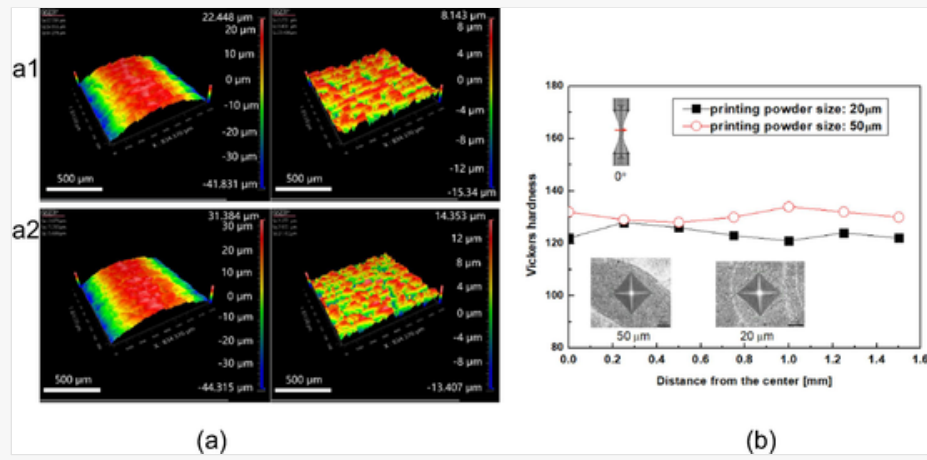 a1
22.448 μm
20 μm
10 μm
0 μm
-10 μm
-20 μm
-30 μm
-41.831 μm
500 μm
8.143 μm
8 μm
4 μm
0 μm
-4 μm
-8 μm
-12 μm
-15.34 μm
500 μm
a2
31.384 μm
30 μm
20 μm
10 μm
0 μm
-10 μm
-20 μm
-30 μm
-44.315 μm
500 μm
14.353 μm
12 μm
8 μm
4 μm
0 μm
-4 μm
-8 μm
-13.407 μm
500 μm
(a)
180
160
140
120
100
80
Vickers hardness
printing powder size: 20μm
printing powder size: 50μm
0°
50 μm
20 μm
0.0 0.2 0.4 0.6 0.8 1.0 1.2 1.4 1.6
Distance from the center [mm]
(b)